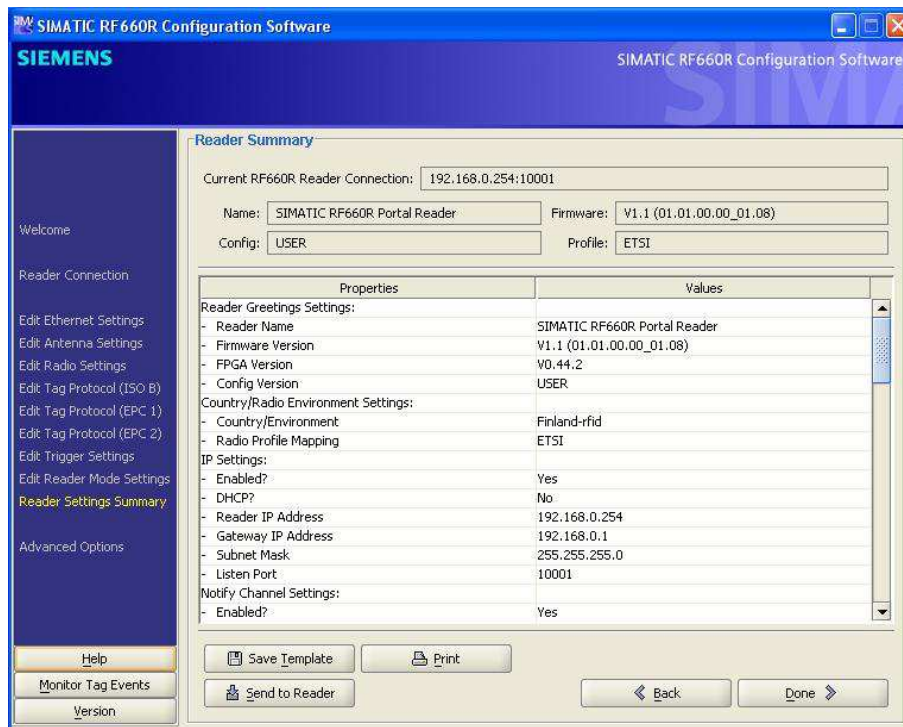 SIMATIC RF660R Configuration Software
SIEMENS
SIMATIC RF660R Configuration Software
Welcome
Reader Connection
Edit Ethernet Settings
Edit Antenna Settings
Edit Radio Settings
Edit Tag Protocol (ISO B)
Edit Tag Protocol (EPC 1)
Edit Tag Protocol (EPC 2)
Edit Trigger Settings
Edit Reader Mode Settings
Reader Settings Summary
Advanced Options
Help
Monitor Tag Events
Version
Reader Summary
Current RF660R Reader Connection: 192.168.0.254:10001
Name: SIMATIC RF660R Portal Reader Firmware: V1.1 (01.01.00.00_01.08)
Config: USER Profile: ETSI
Properties Values
Reader Greetings Settings:
- Reader Name SIMATIC RF660R Portal Reader
- Firmware Version V1.1 (01.01.00.00_01.08)
- FPGA Version V0.44.2
- Config Version USER
Country/Radio Environment Settings:
- Country/Environment Finland-rfid
- Radio Profile Mapping ETSI
IP Settings:
- Enabled? Yes
- DHCP? No
- Reader IP Address 192.168.0.254
- Gateway IP Address 192.168.0.1
- Subnet Mask 255.255.255.0
- Listen Port 10001
Notify Channel Settings:
- Enabled? Yes
Save Template Print
Send to Reader Back Done